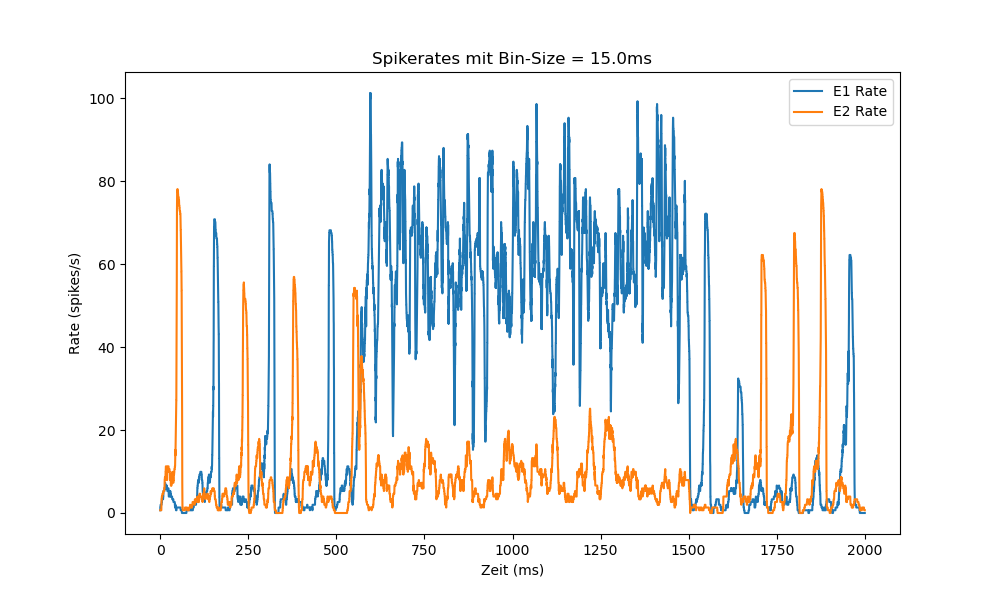 Spikerates mit Bin-Size = 15.0ms
E1 Rate
E2 Rate
Rate (spikes/s)
100
80
60
40
20
0
0 250 500 750 1000 1250 1500 1750 2000
Zeit (ms)